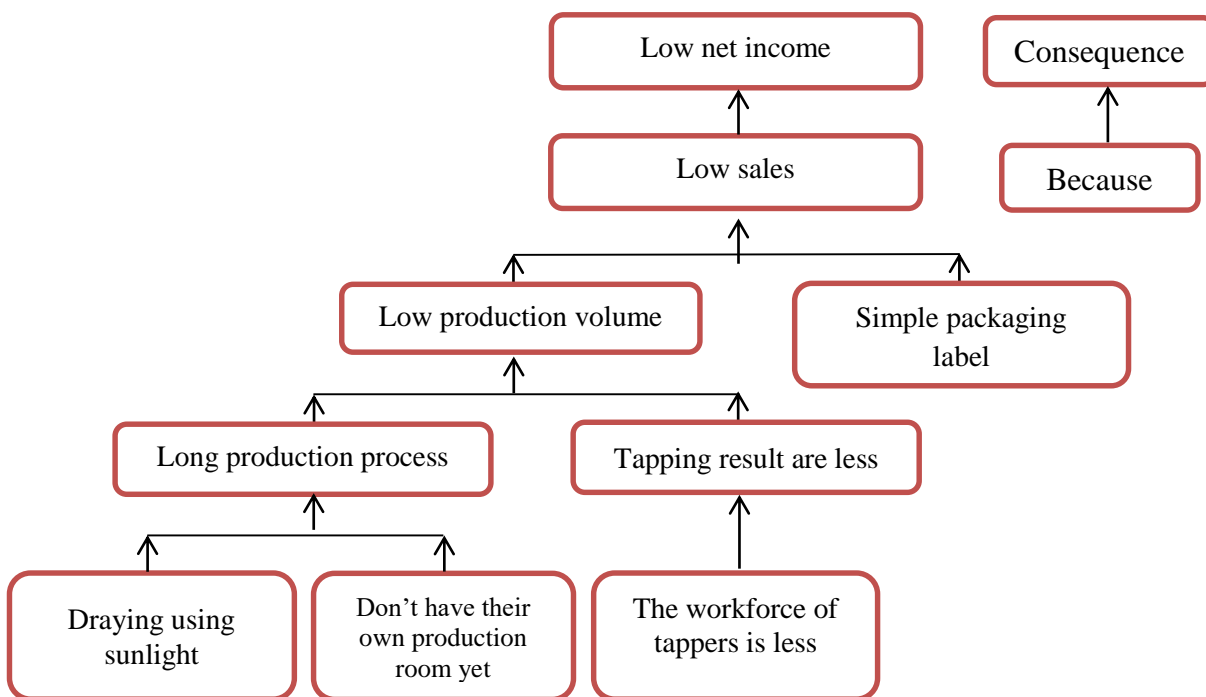 Low net income
Consequence
Low sales
Because
Low production volume
Simple packaging
label
Long production process
Tapping result are less
Draying using
sunlight
Don’t have their
own production
room yet
The workforce of
tappers is less